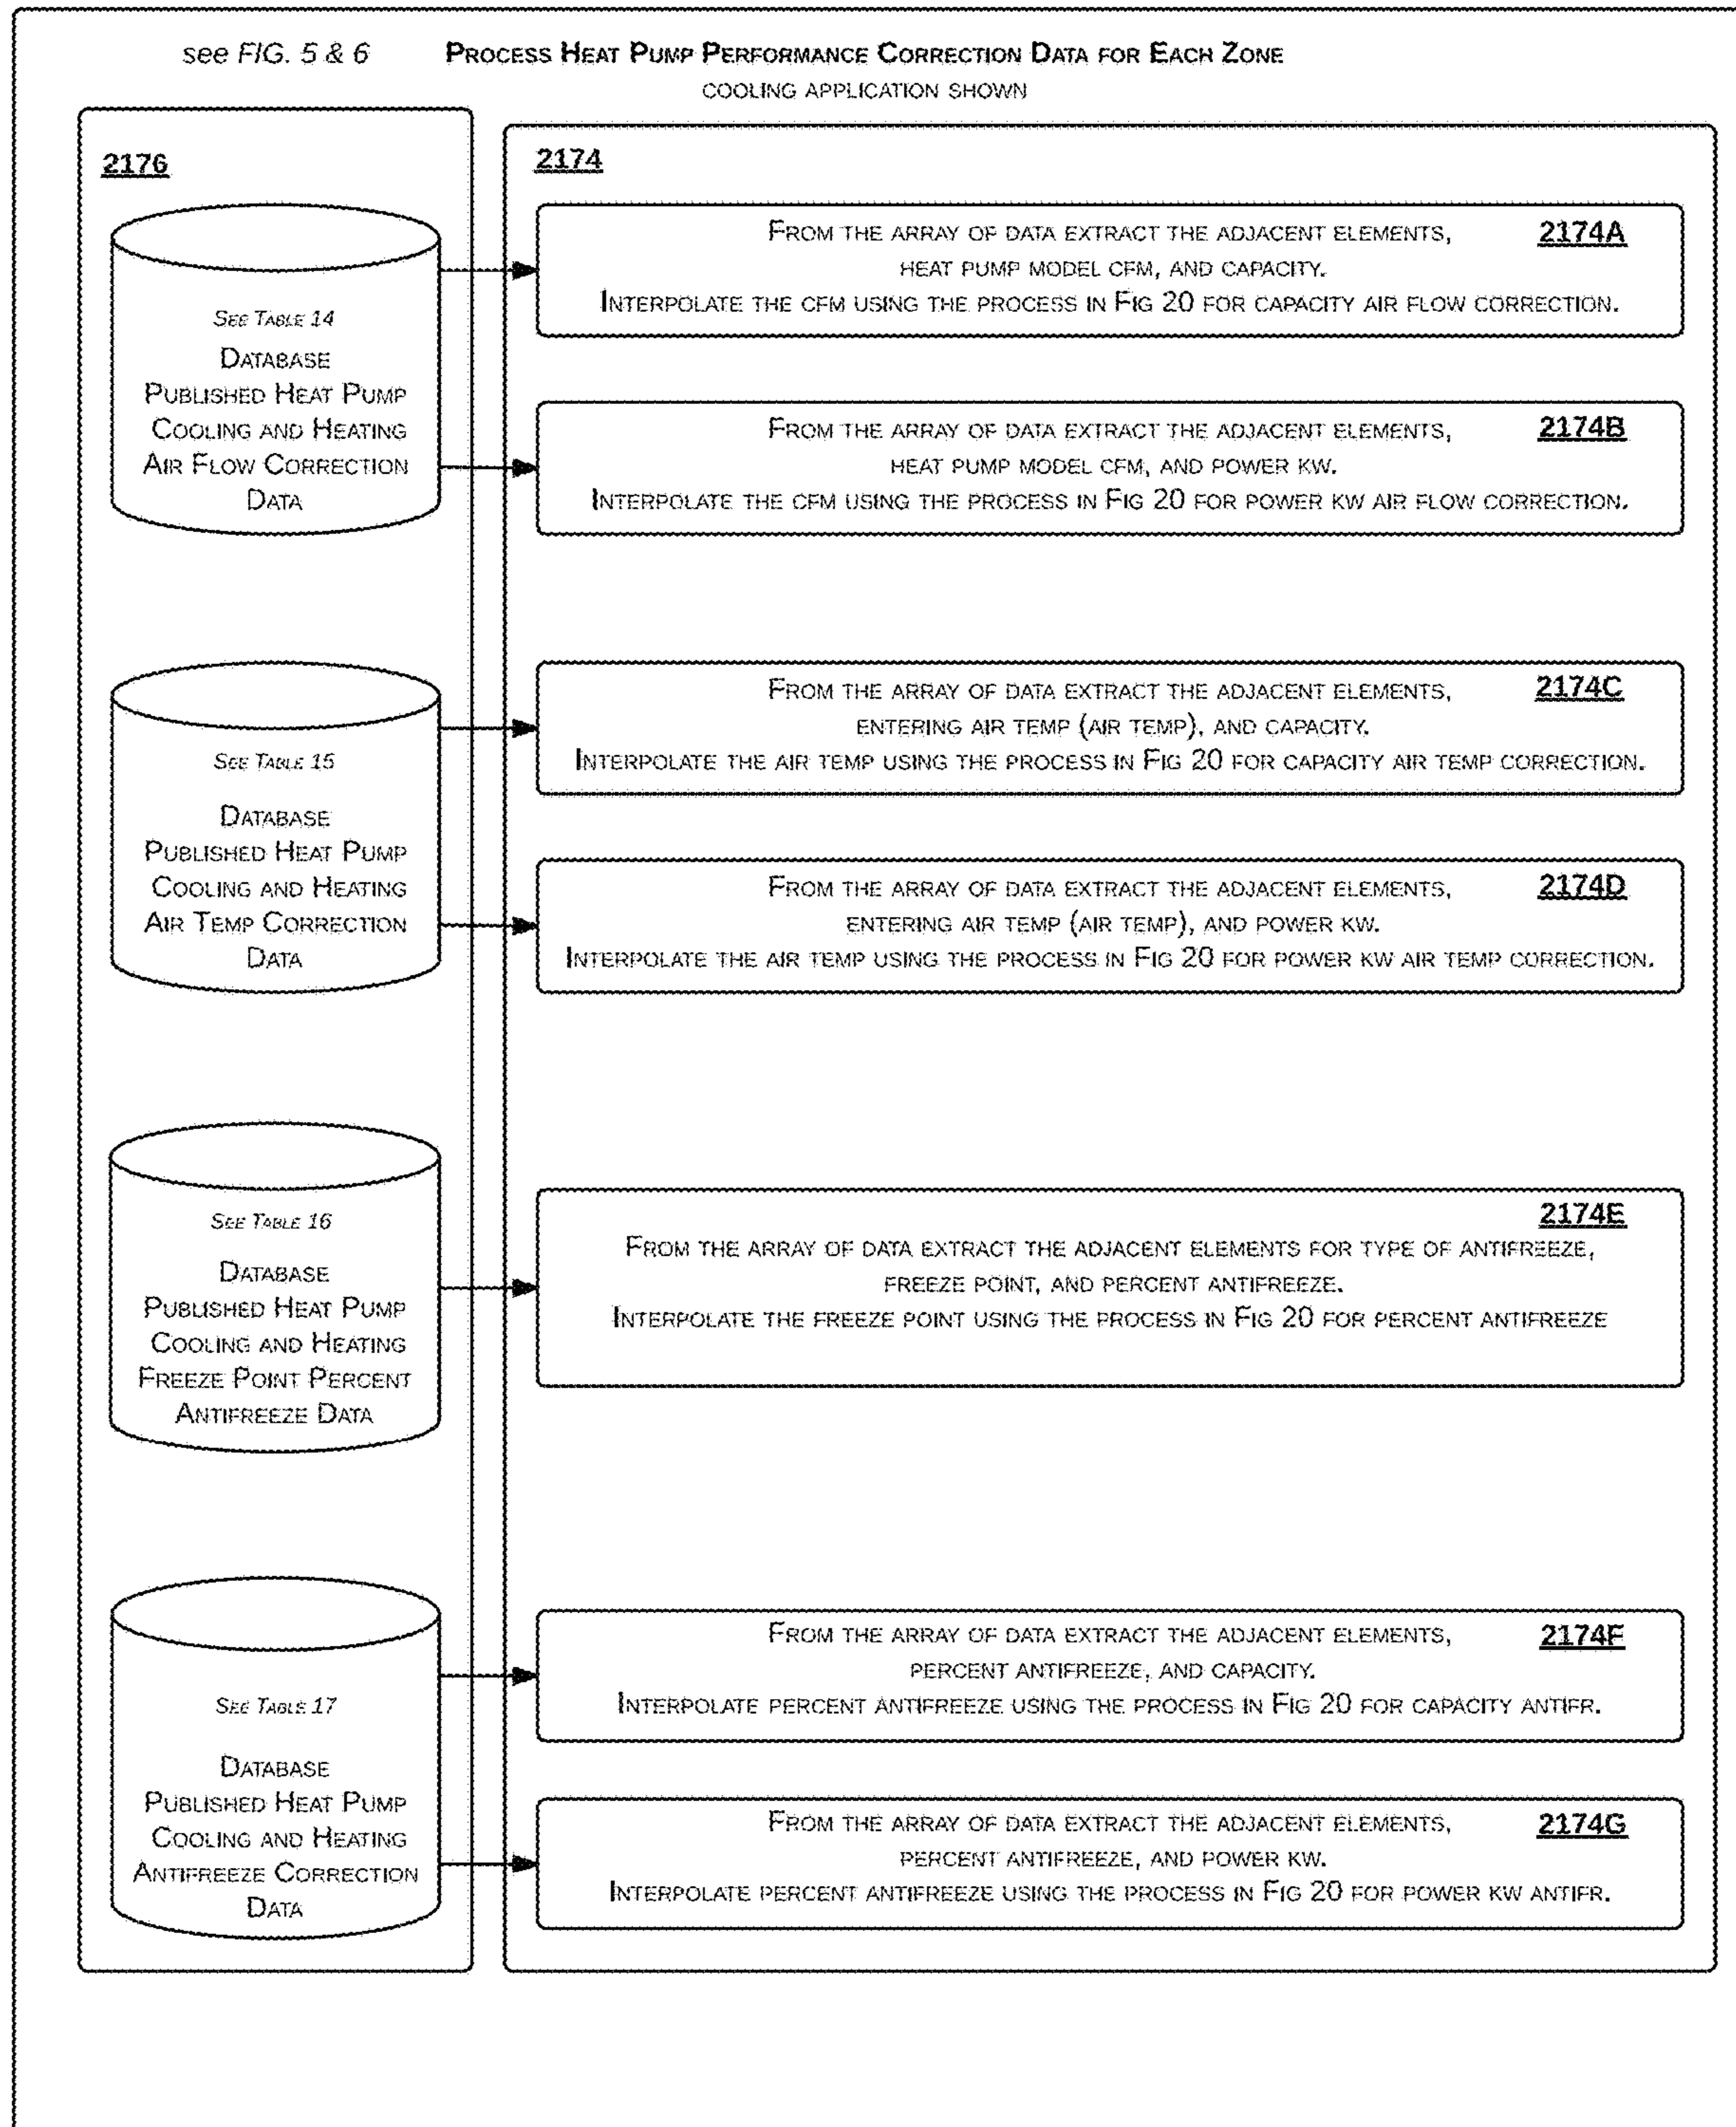 see FIG. 5 & 6 Process Heat Pump Performance Correction Data for Each Zone
cooling application shown
2176
See Table 14
Database
Published Heat Pump
Cooling and Heating
Air Flow Correction
Data
See Table 15
Database
Published Heat Pump
Cooling and Heating
Air Temp Correction
Data
See Table 16
Database
Published Heat Pump
Cooling and Heating
Freeze Point Percent
Antifreeze Data
See Table 17
Database
Published Heat Pump
Cooling and Heating
Antifreeze Correction
Data
2174
From the array of data extract the adjacent elements, 2174A
heat pump model cfm, and capacity.
Interpolate the cfm using the process in Fig 20 for capacity air flow correction.
From the array of data extract the adjacent elements, 2174B
heat pump model cfm, and power kw.
Interpolate the cfm using the process in Fig 20 for power kw air flow correction.
From the array of data extract the adjacent elements, 2174C
entering air temp (air temp), and capacity.
Interpolate the air temp using the process in Fig 20 for capacity air temp correction.
From the array of data extract the adjacent elements, 2174D
entering air temp (air temp), and power kw.
Interpolate the air temp using the process in Fig 20 for power kw air temp correction.
2174E
From the array of data extract the adjacent elements for type of antifreeze,
freeze point, and percent antifreeze.
Interpolate the freeze point using the process in Fig 20 for percent antifreeze
From the array of data extract the adjacent elements, 2174F
percent antifreeze, and capacity.
Interpolate percent antifreeze using the process in Fig 20 for capacity antifr.
From the array of data extract the adjacent elements, 2174G
percent antifreeze, and power kw.
Interpolate percent antifreeze using the process in Fig 20 for power kw antifr.